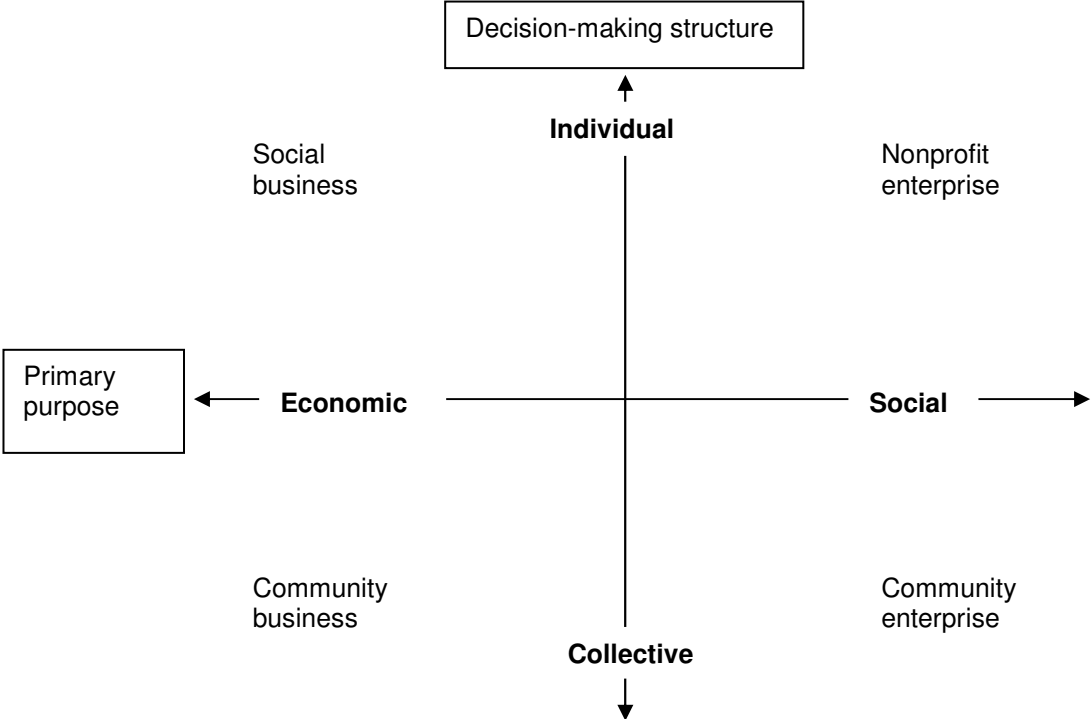 Decision-making structure
Individual
Social
business
Nonprofit
enterprise
Primary
purpose
Economic
Social
Community
business
Community
enterprise
Collective